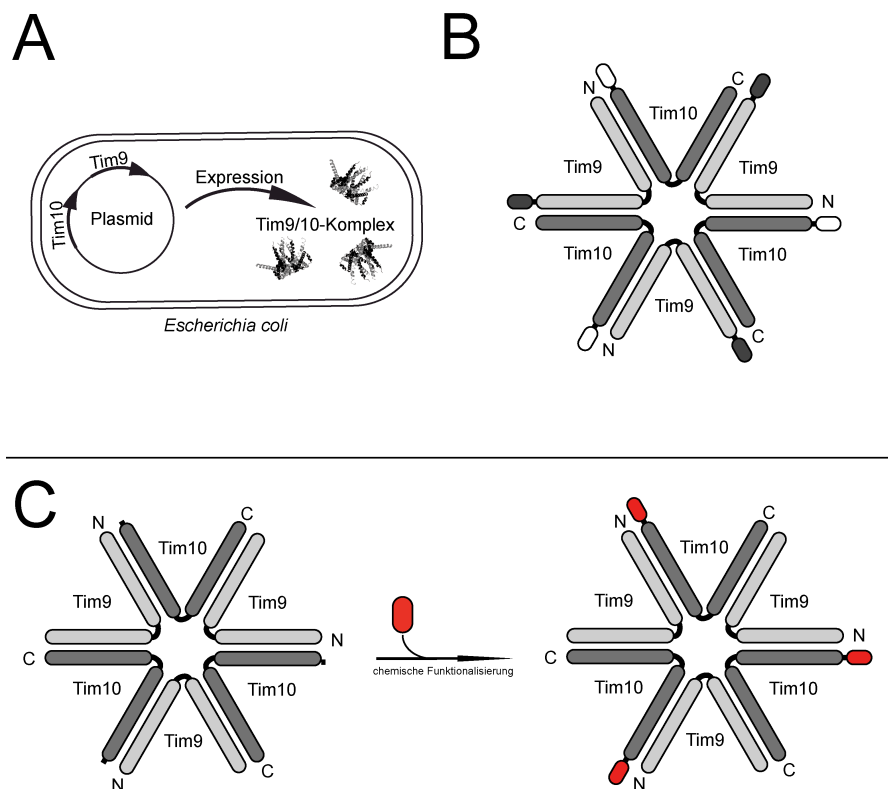 A
Tim9
Tim10
Plasmid
Expression
Tim9/10-Komplex
Escherichia coli
B
N
Tim10
C
Tim9
Tim9
C
N
Tim10
Tim10
Tim9
N
C
C
N
Tim10
C
Tim9
Tim9
C
N
Tim10
Tim10
Tim9
N
C
chemische Funktionalisierung
N
Tim10
C
Tim9
Tim9
C
N
Tim10
Tim10
Tim9
N
C